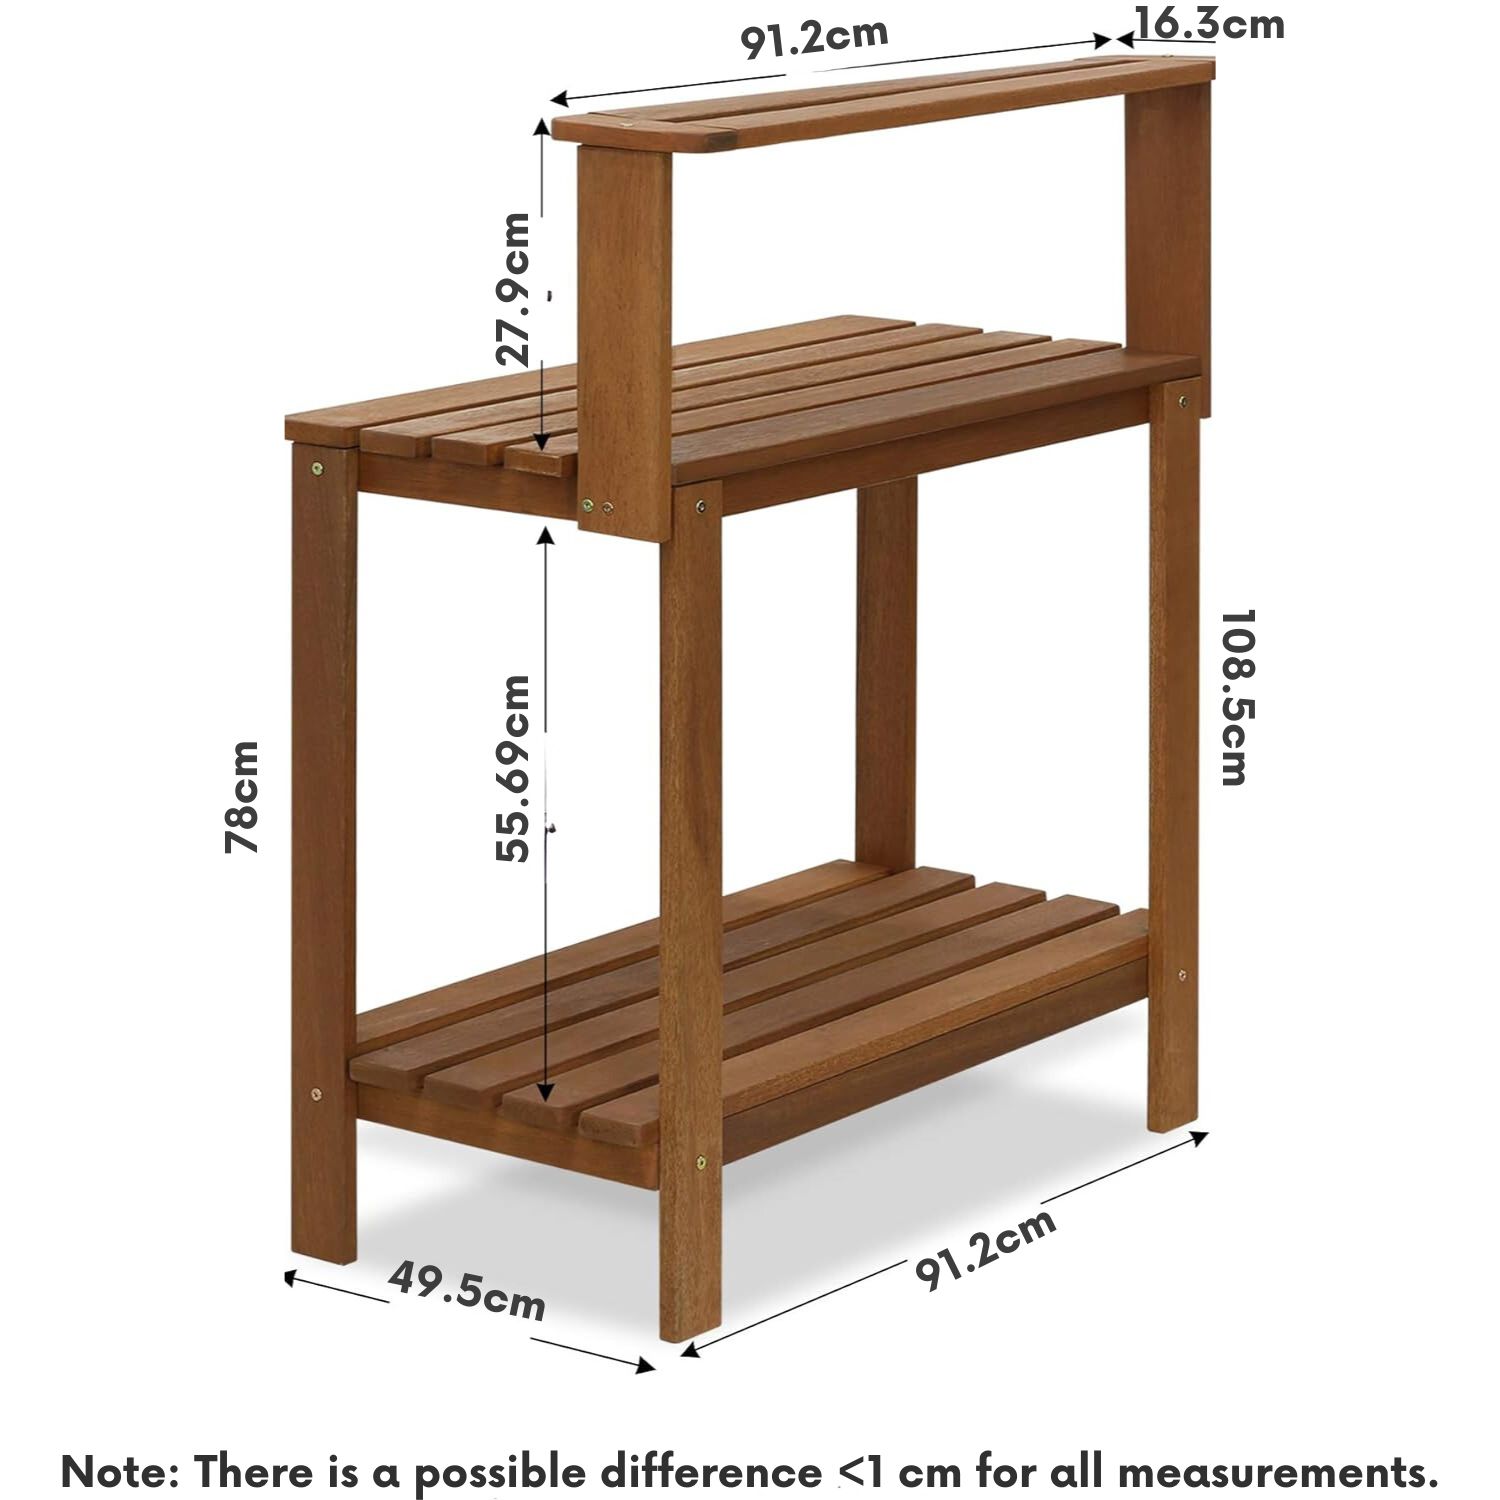 91.2cm
16.3cm
27.9cm
55.69cm
78cm
108.5cm
49.5cm
91.2cm
Note: There is a possible difference <1 cm for all measurements.